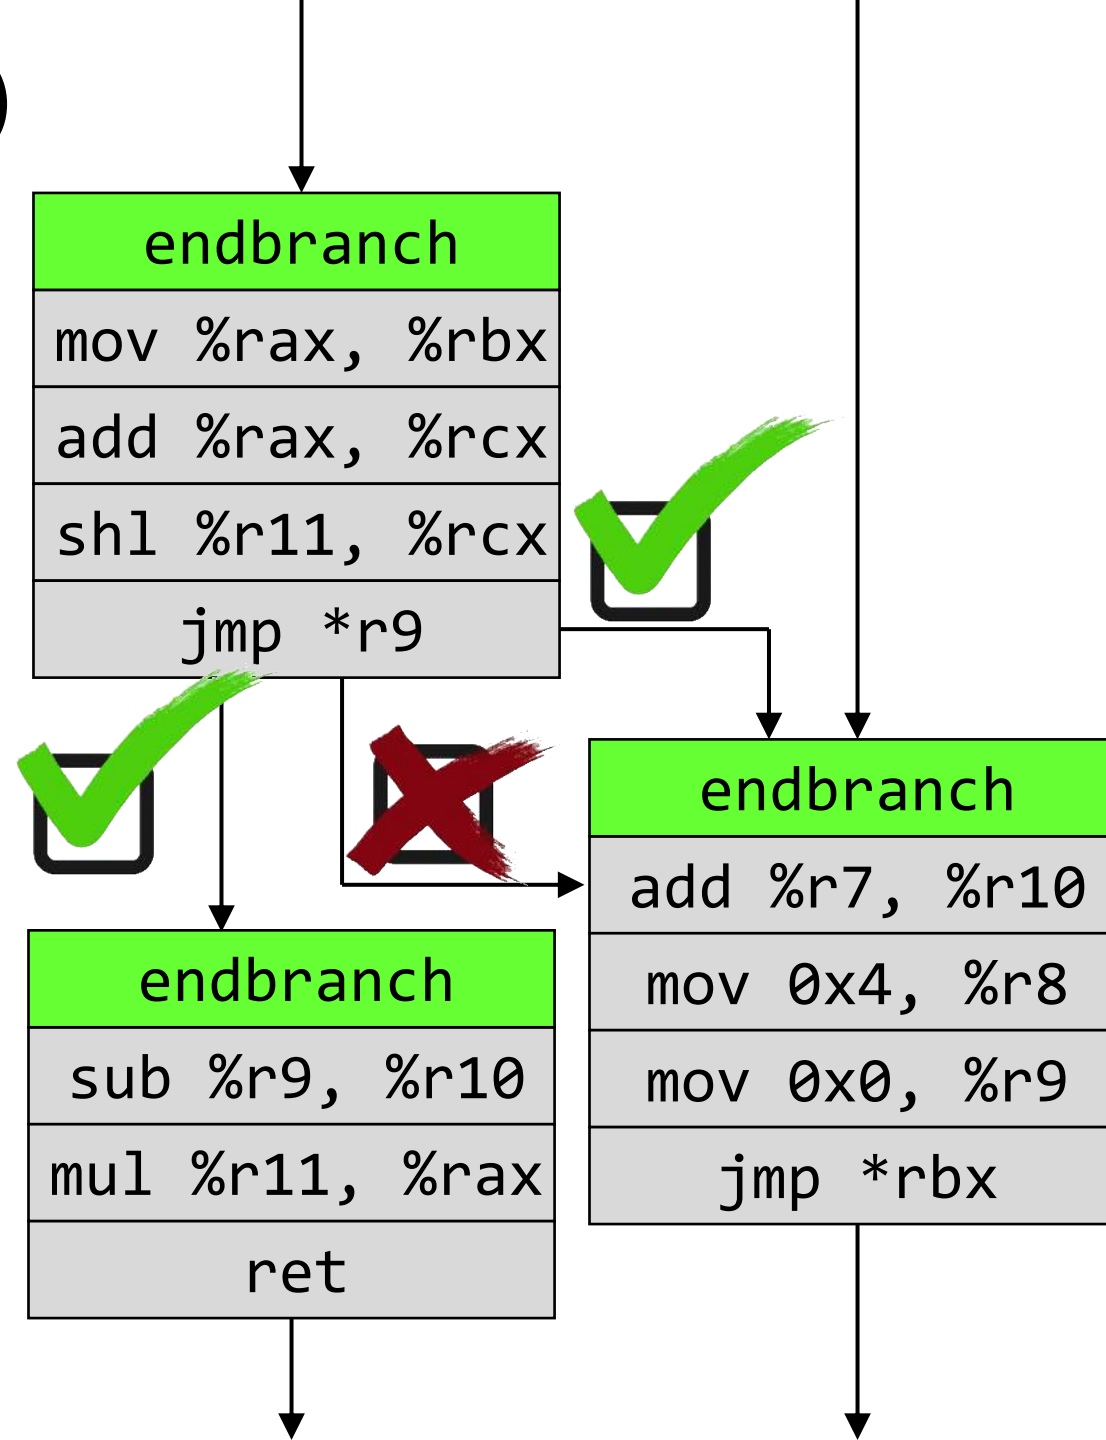 )
endbranch
mov %rax, %rbx
add %rax, %rcx
shl %r11, %rcx
jmp *r9
endbranch
sub %r9, %r10
mul %r11, %rax
ret
endbranch
add %r7, %r10
mov 0x4, %r8
mov 0x0, %r9
jmp *rbx